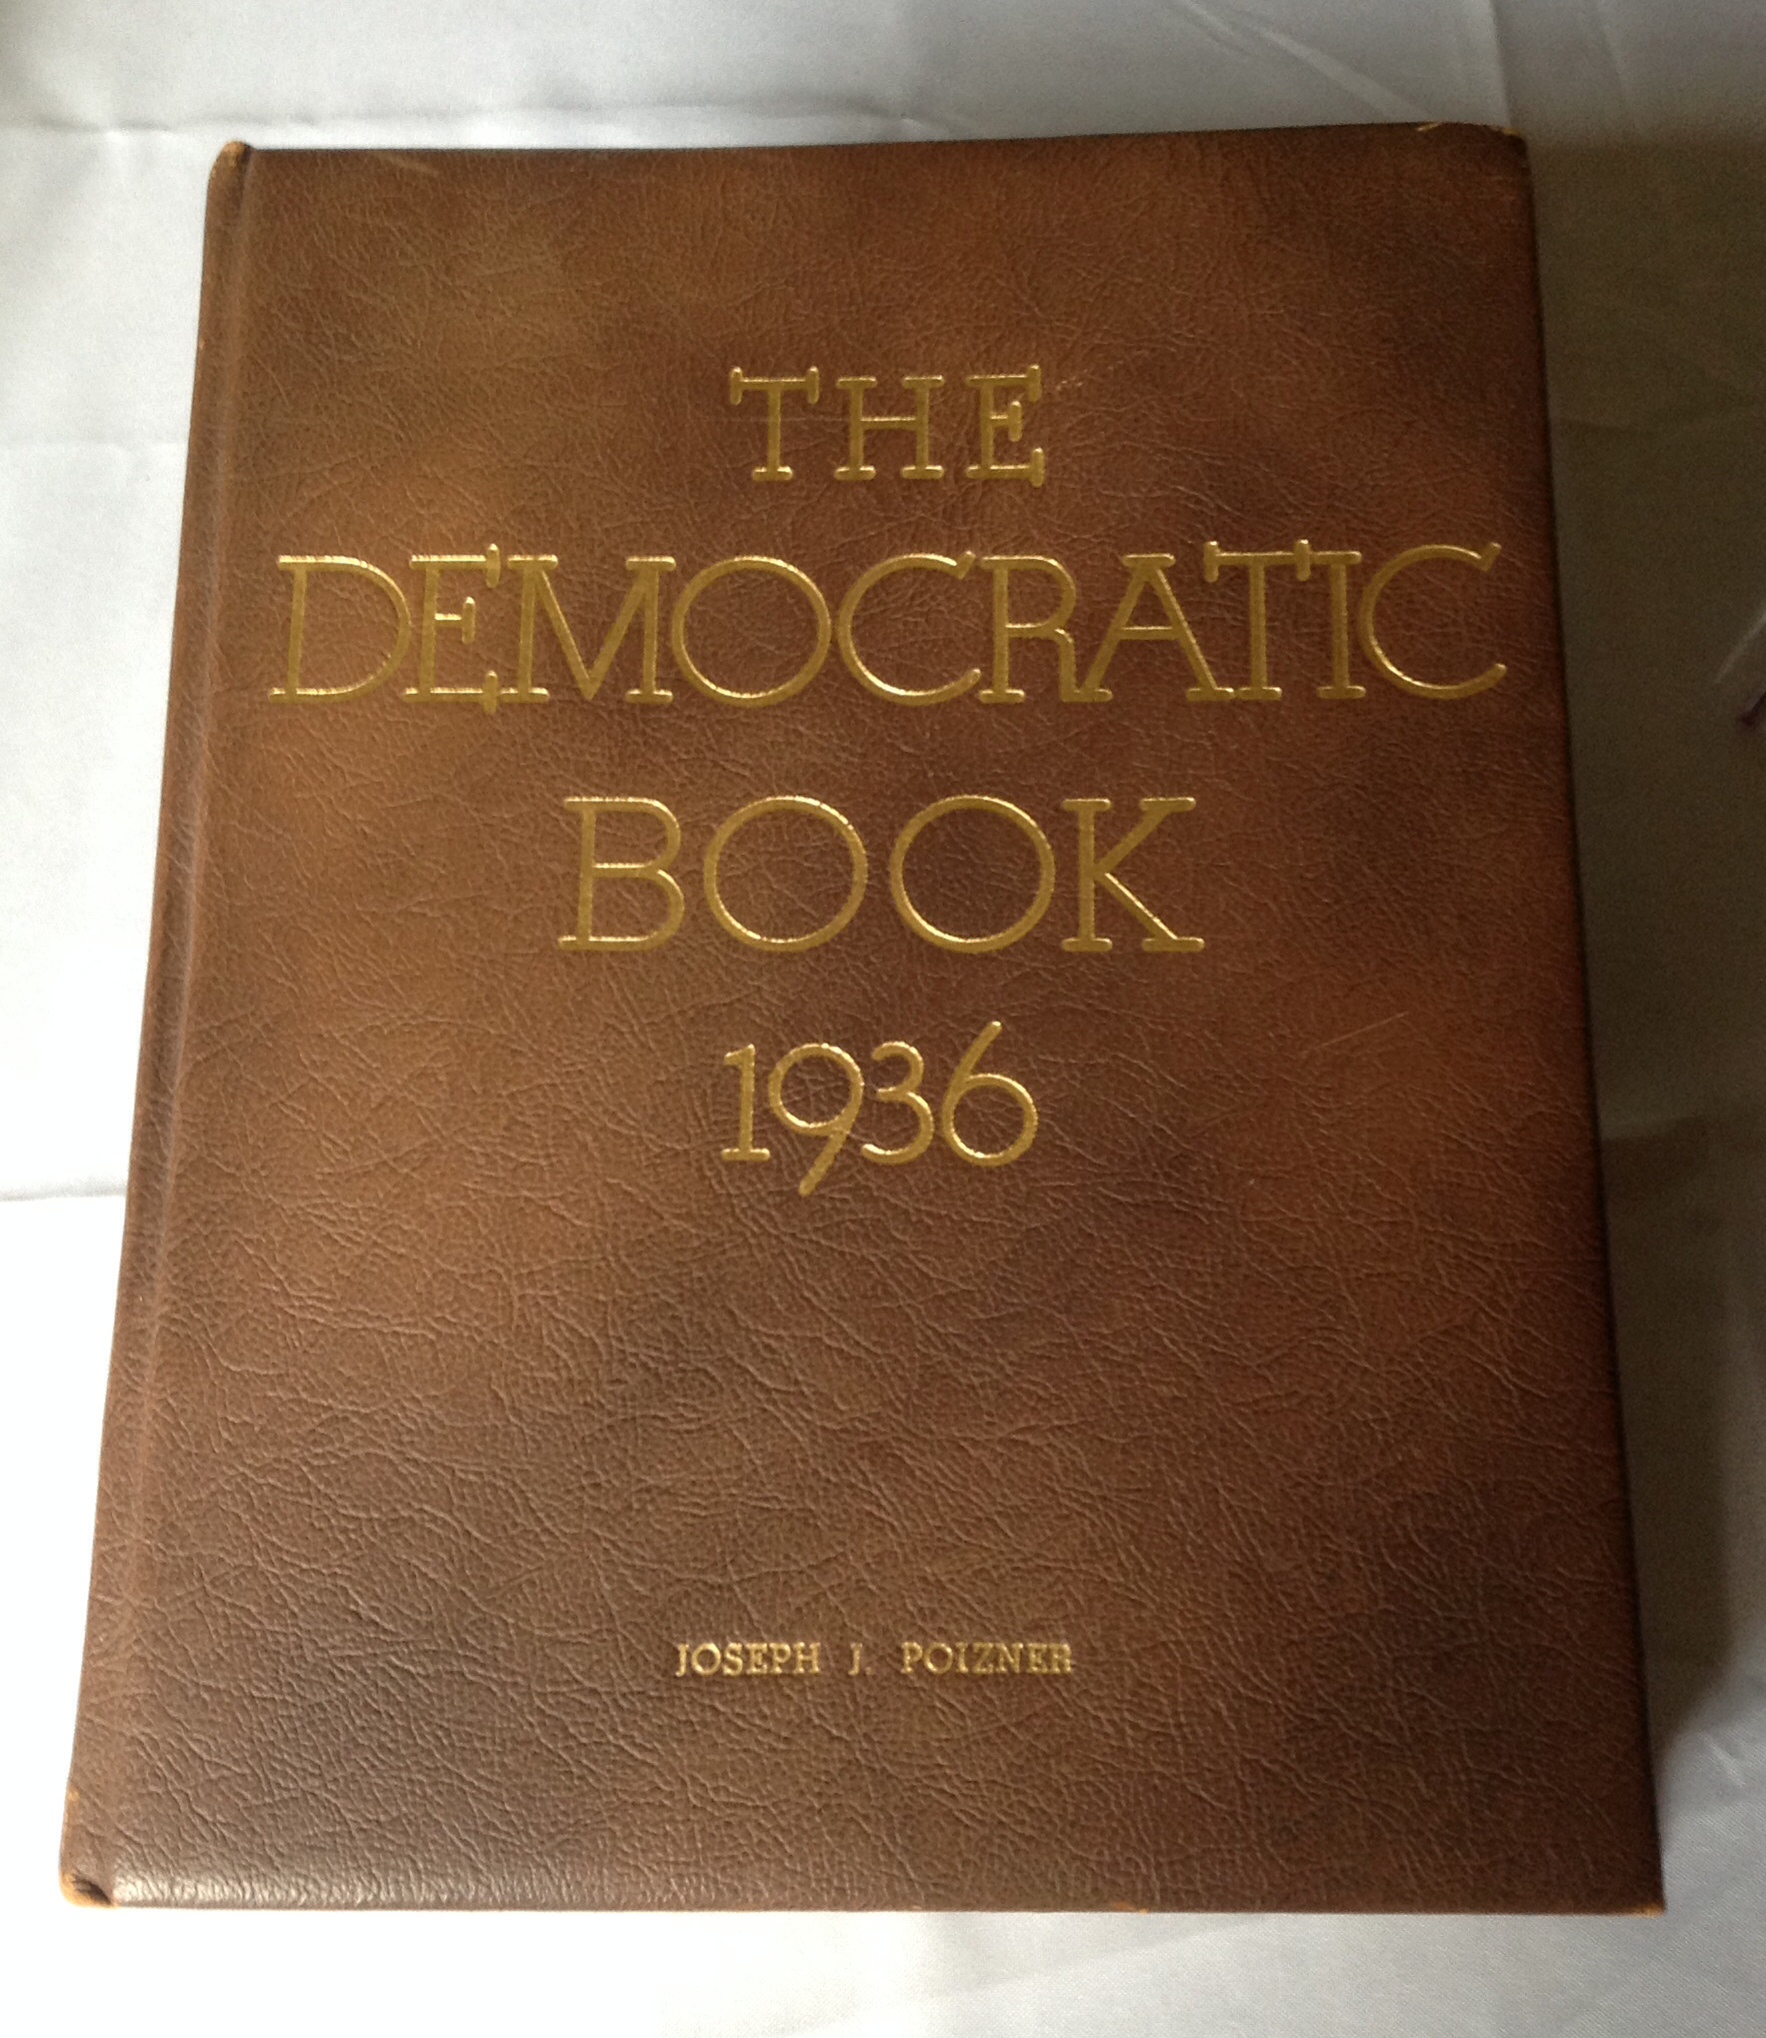 THE
DEMOCRATIC
BOOK
1936
JOSEPH J. POIZNER